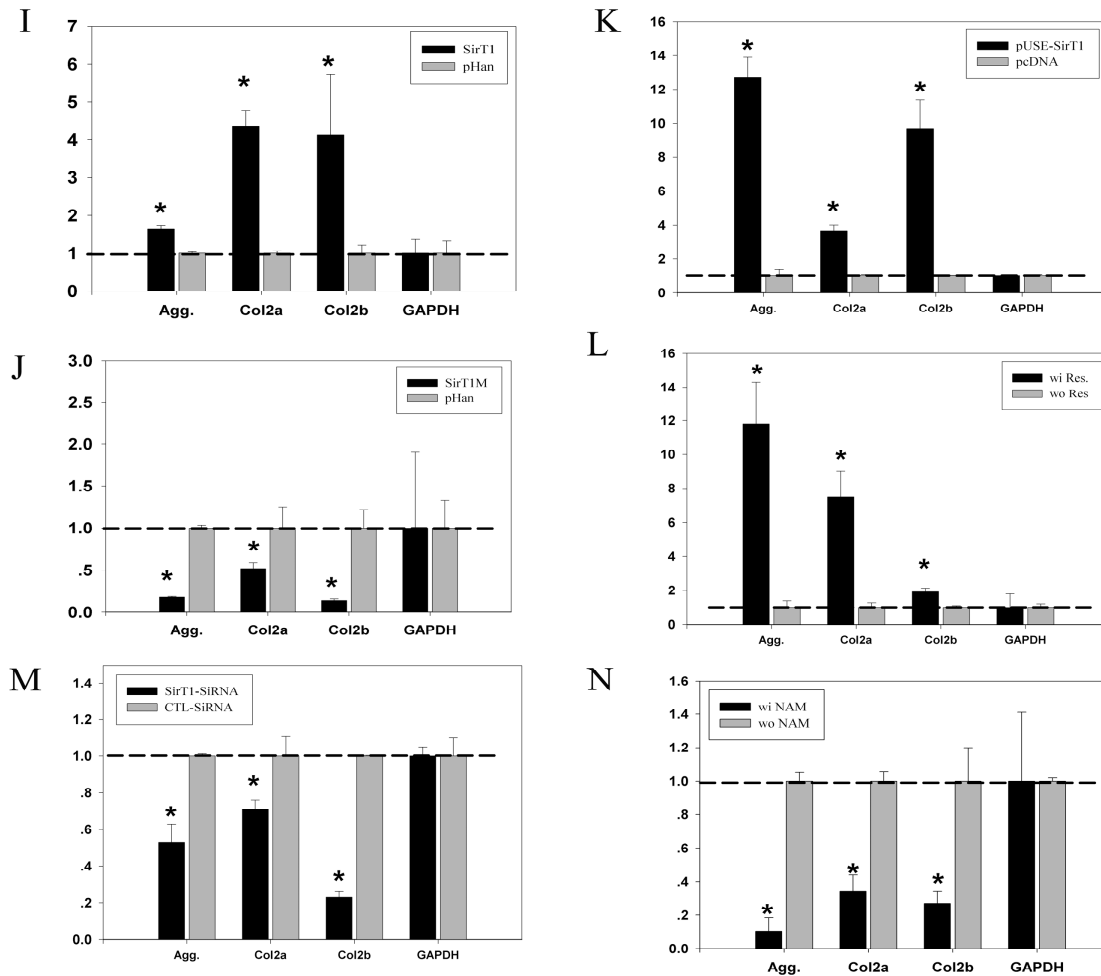 I
7
6
5
4
3
2
1
0
SirT1
pHan
*
*
*
Agg. Col2a Col2b GAPDH
K
16
14
12
10
8
6
4
2
0
pUSE-SirT1
pcDNA
*
*
*
Agg. Col2a Col2b GAPDH
J
3.0
2.5
2.0
1.5
1.0
.5
0.0
SirT1M
pHan
*
*
*
Agg. Col2a Col2b GAPDH
L
16
14
12
10
8
6
4
2
0
wi Res.
wo Res
*
*
*
Agg. Col2a Col2b GAPDH
M
1.4
1.2
1.0
.8
.6
.4
.2
0.0
SirT1-SiRNA
CTL-SiRNA
*
*
*
Agg. Col2a Col2b GAPDH
N
1.6
1.4
1.2
1.0
.8
.6
.4
.2
0.0
wi NAM
wo NAM
*
*
*
Agg. Col2a Col2b GAPDH